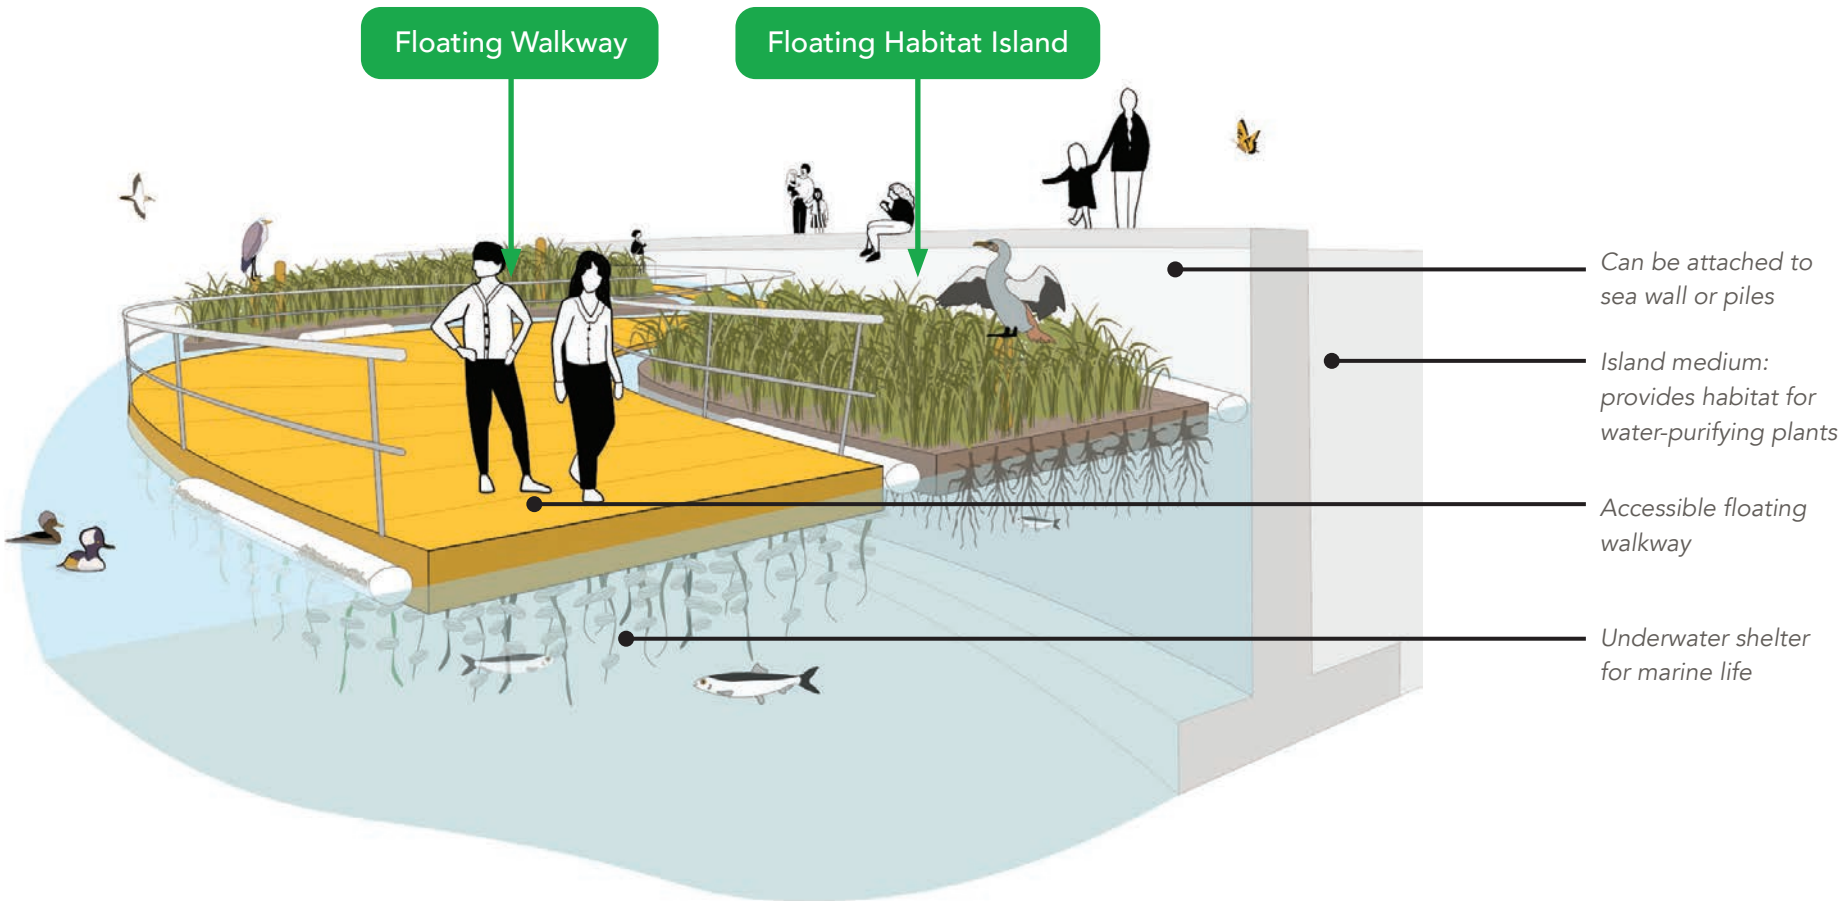 Floating Walkway
Floating Habitat Island
Can be attached to
sea wall or piles
Island medium:
provides habitat for
water-purifying plants
Accessible floating
walkway
Underwater shelter
for marine life